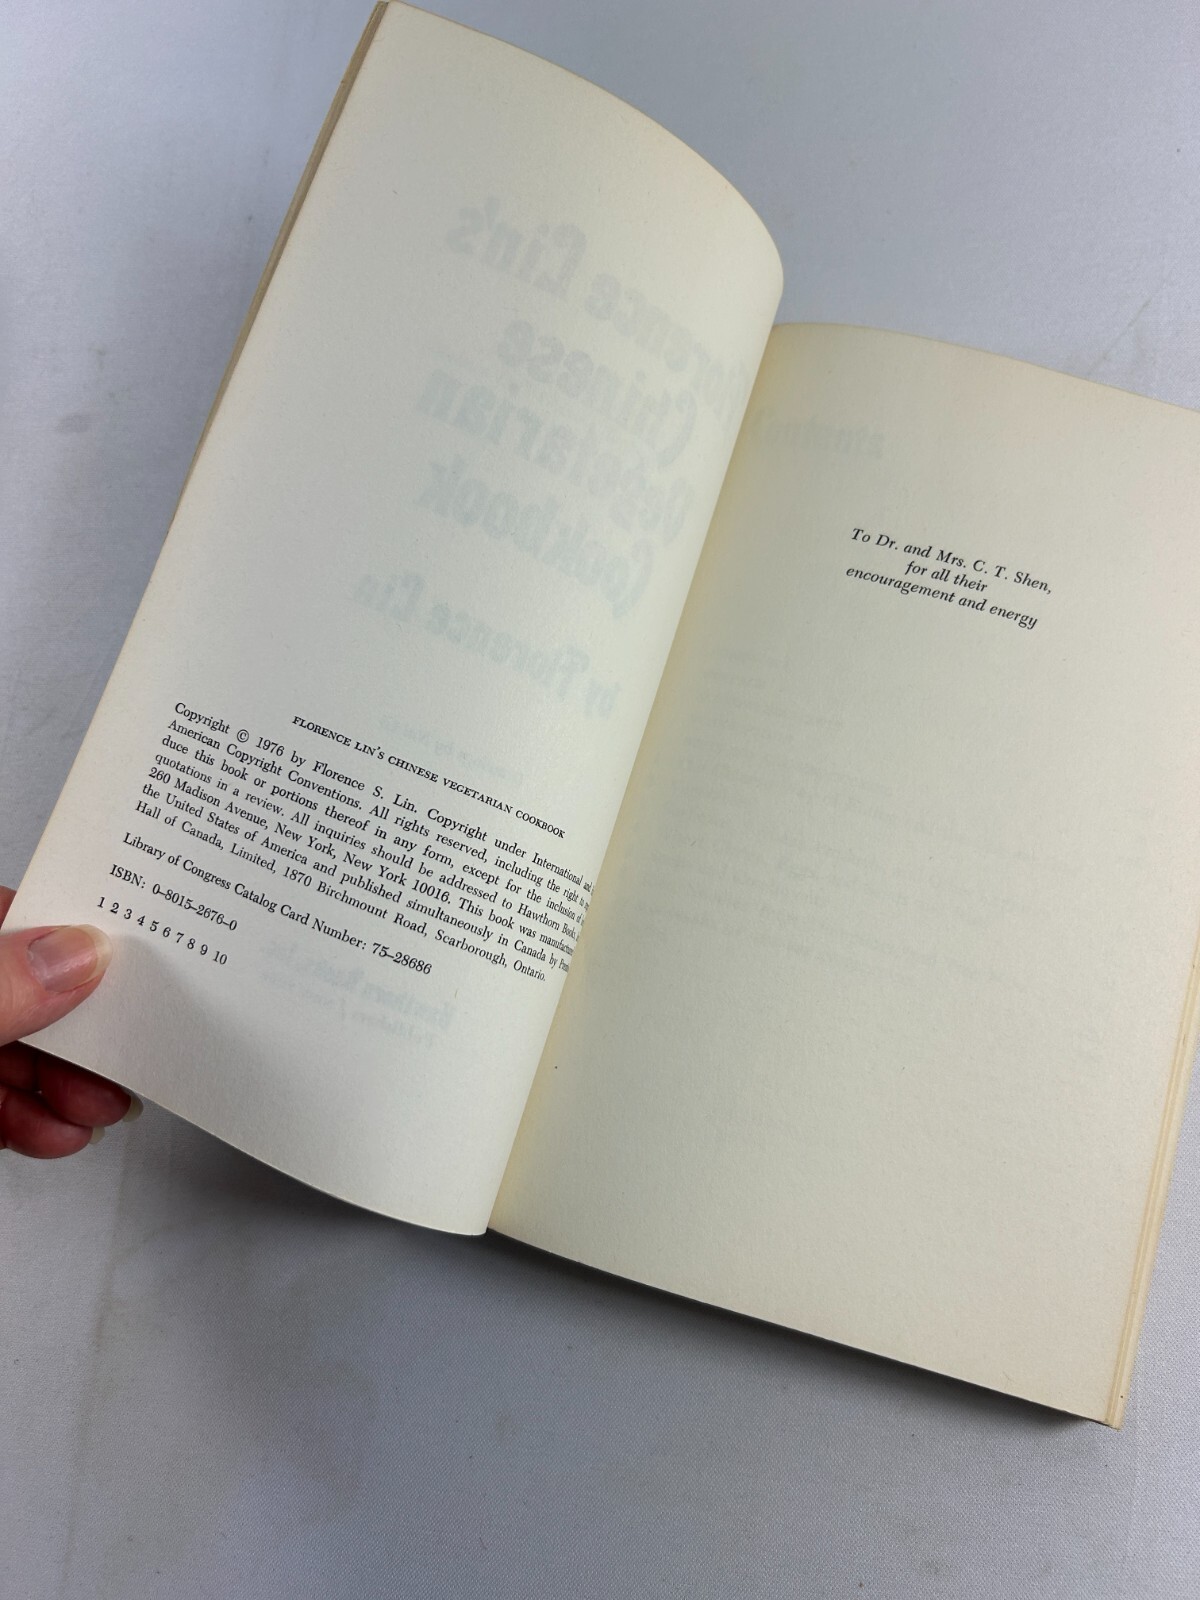 FLORENCE LIN'S CHINESE VEGETARIAN COOKBOOK
Copyright © 1976 by Florence S. Lin. Copyright under International and
American Copyright Conventions. All rights reserved, including the right to
duce this book or portions thereof in any form, except for the inclusion of
quotations in a review. All inquiries should be addressed to Hawthorn Books,
260 Madison Avenue, New York, New York 10016. This book was
the United States of America and published simultaneously in Canada by
Hall of Canada, Limited, 1870 Birchmount Road, Scarborough, Ontario.
Library of Congress Catalog Card Number: 75-28686
ISBN: 0-8015-2676-0
1 2 3 4 5 6 7 8 9 10
To Dr. and Mrs. C. T. Shen,
for all their
encouragement and energy